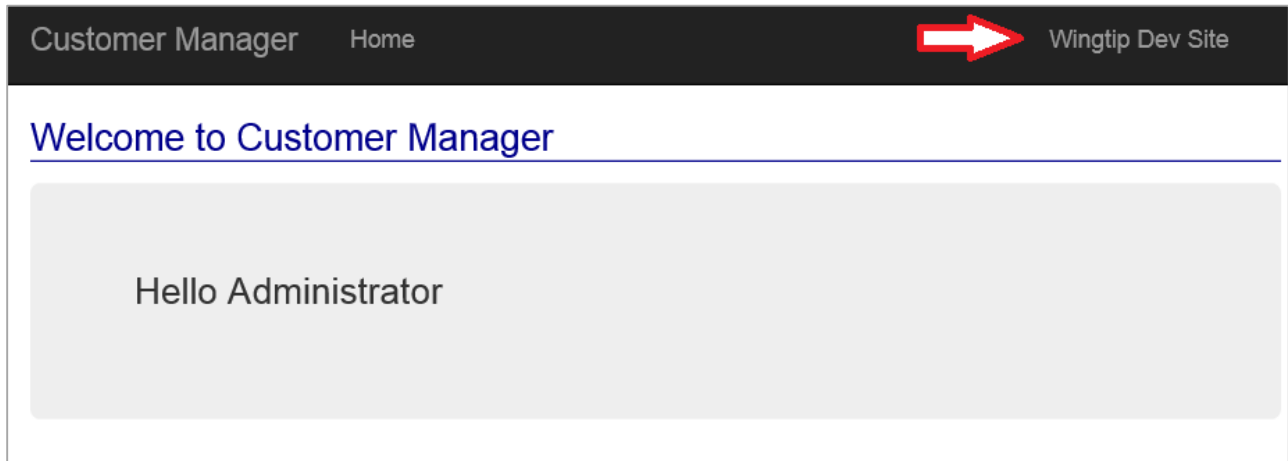 Customer Manager Home Wingtip Dev Site
Welcome to Customer Manager
Hello Administrator